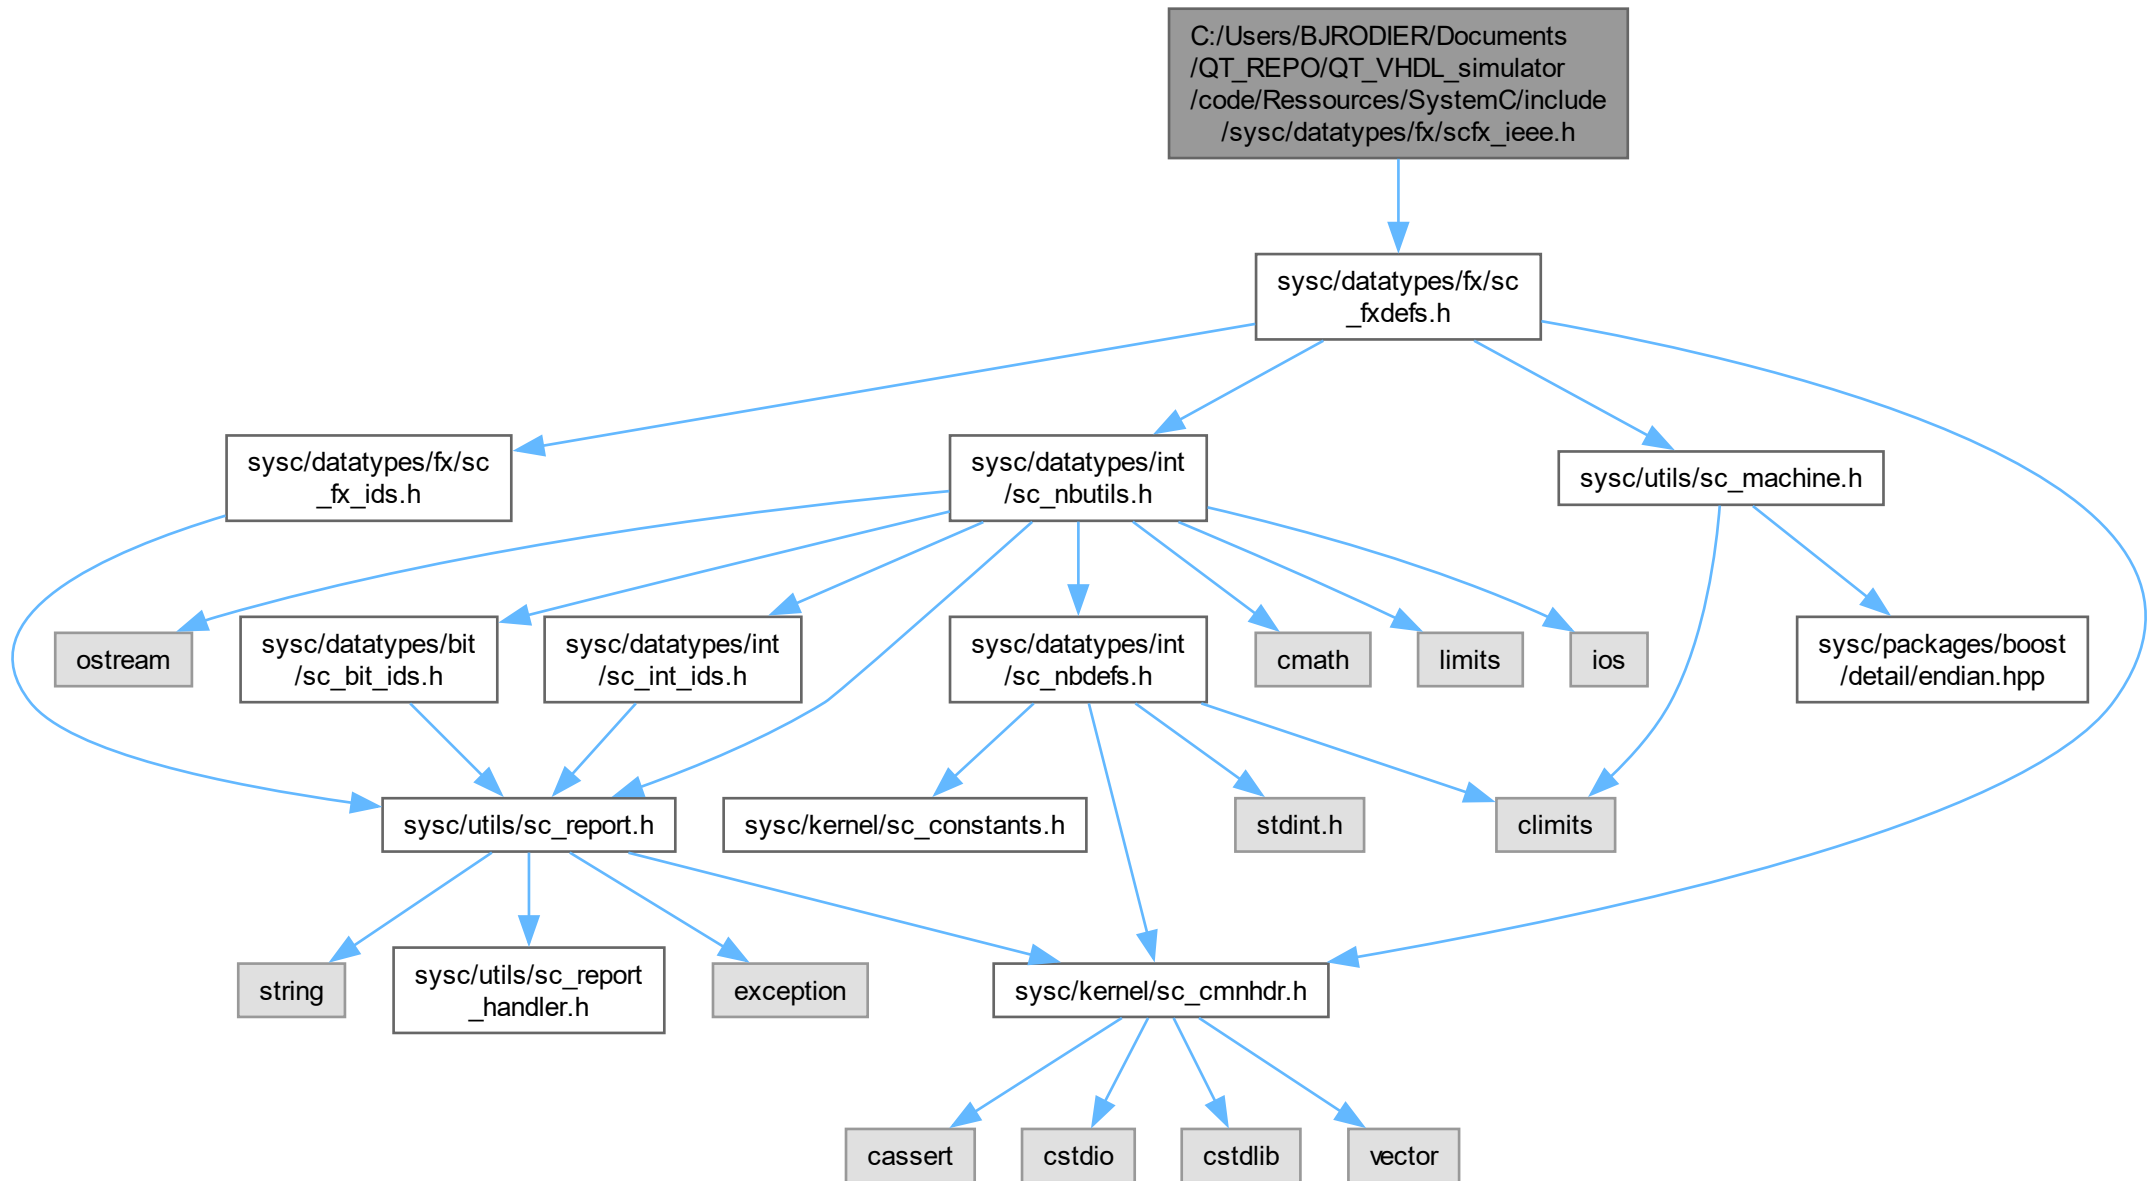 C:/Users/BJRODIER/Documents
/QT_REPO/QT_VHDL_simulator
/code/Ressources/SystemC/include
/sysc/datatypes/fx/scfx_ieee.h
sysc/datatypes/fx/sc
_fxdefs.h
sysc/datatypes/fx/sc
_fx_ids.h
sysc/datatypes/int
/sc_nbutils.h
sysc/utils/sc_machine.h
ostream
sysc/datatypes/bit
/sc_bit_ids.h
sysc/datatypes/int
/sc_int_ids.h
sysc/datatypes/int
/sc_nbdefs.h
cmath
limits
ios
sysc/packages/boost
/detail/endian.hpp
sysc/utils/sc_report.h
sysc/kernel/sc_constants.h
stdint.h
climits
string
sysc/utils/sc_report
_handler.h
exception
sysc/kernel/sc_cmnhdr.h
cassert
cstdio
cstdlib
vector